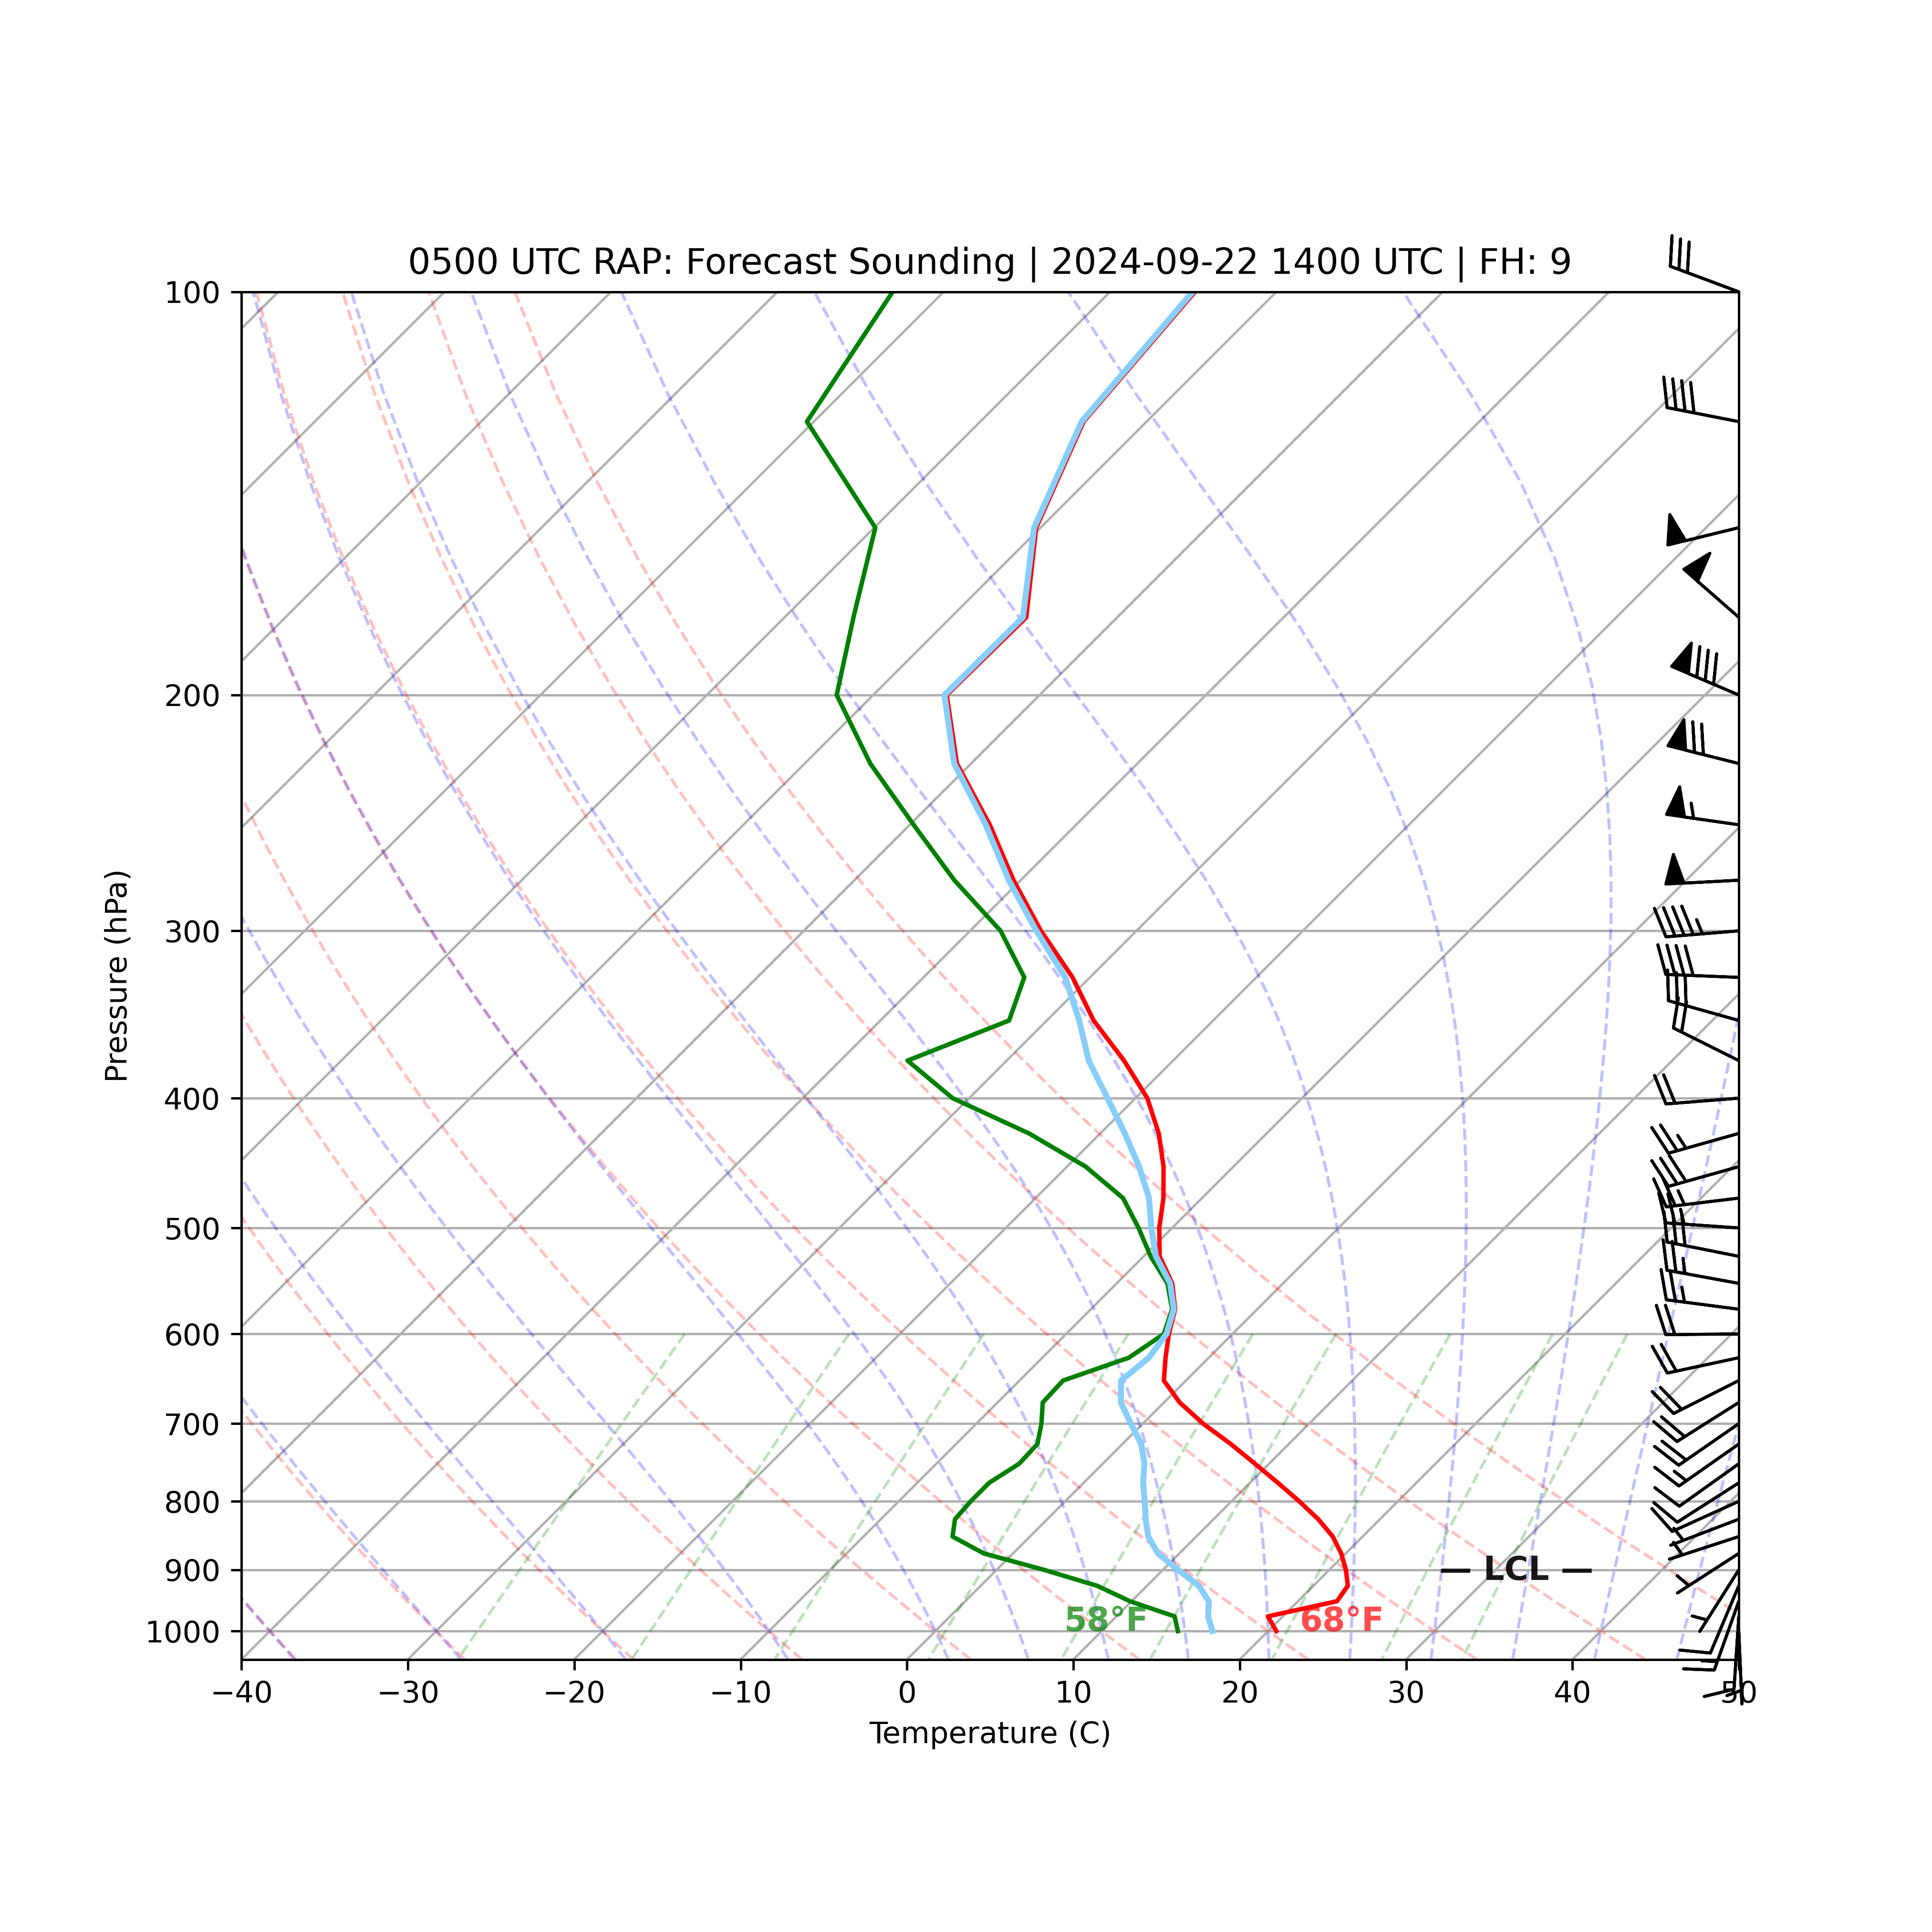 0500 UTC RAP: Forecast Sounding | 2024-09-22 1400 UTC | FH: 9
100
200
300
400
500
600
700
800
900
1000
Pressure (hPa)
— LCL —
58°F
68°F
−40 −30 −20 −10 0 10 20 30 40 50
Temperature (C)